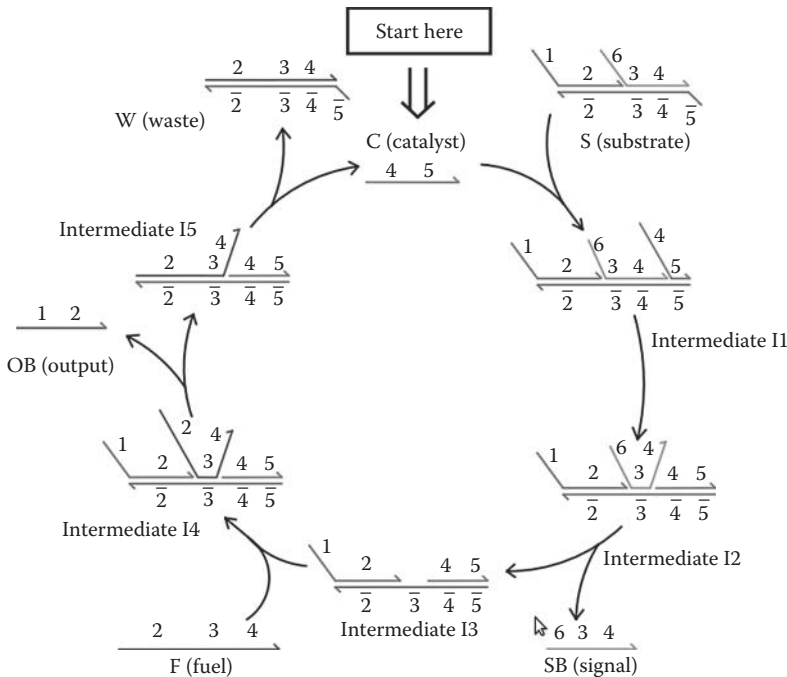 Start here
1 6
2 3 4
2̅ 3̅ 4̅ 5̅
S (substrate)
2 3 4
2̅ 3̅ 4̅ 5̅
W (waste)
C (catalyst)
4 5
Intermediate I5
4
2 3 4 5
2̅ 3̅ 4̅ 5̅
1 6 4
2 3 4 5
2̅ 3̅ 4̅ 5̅
Intermediate I1
1 2
OB (output)
1 2 4
2 3 4 5
2̅ 3̅ 4̅ 5̅
Intermediate I4
1 6 4
2 3 4 5
2̅ 3̅ 4̅ 5̅
Intermediate I2
1 2 4 5
2̅ 3̅ 4̅ 5̅
Intermediate I3
2 3 4
F (fuel)
6 3 4
SB (signal)